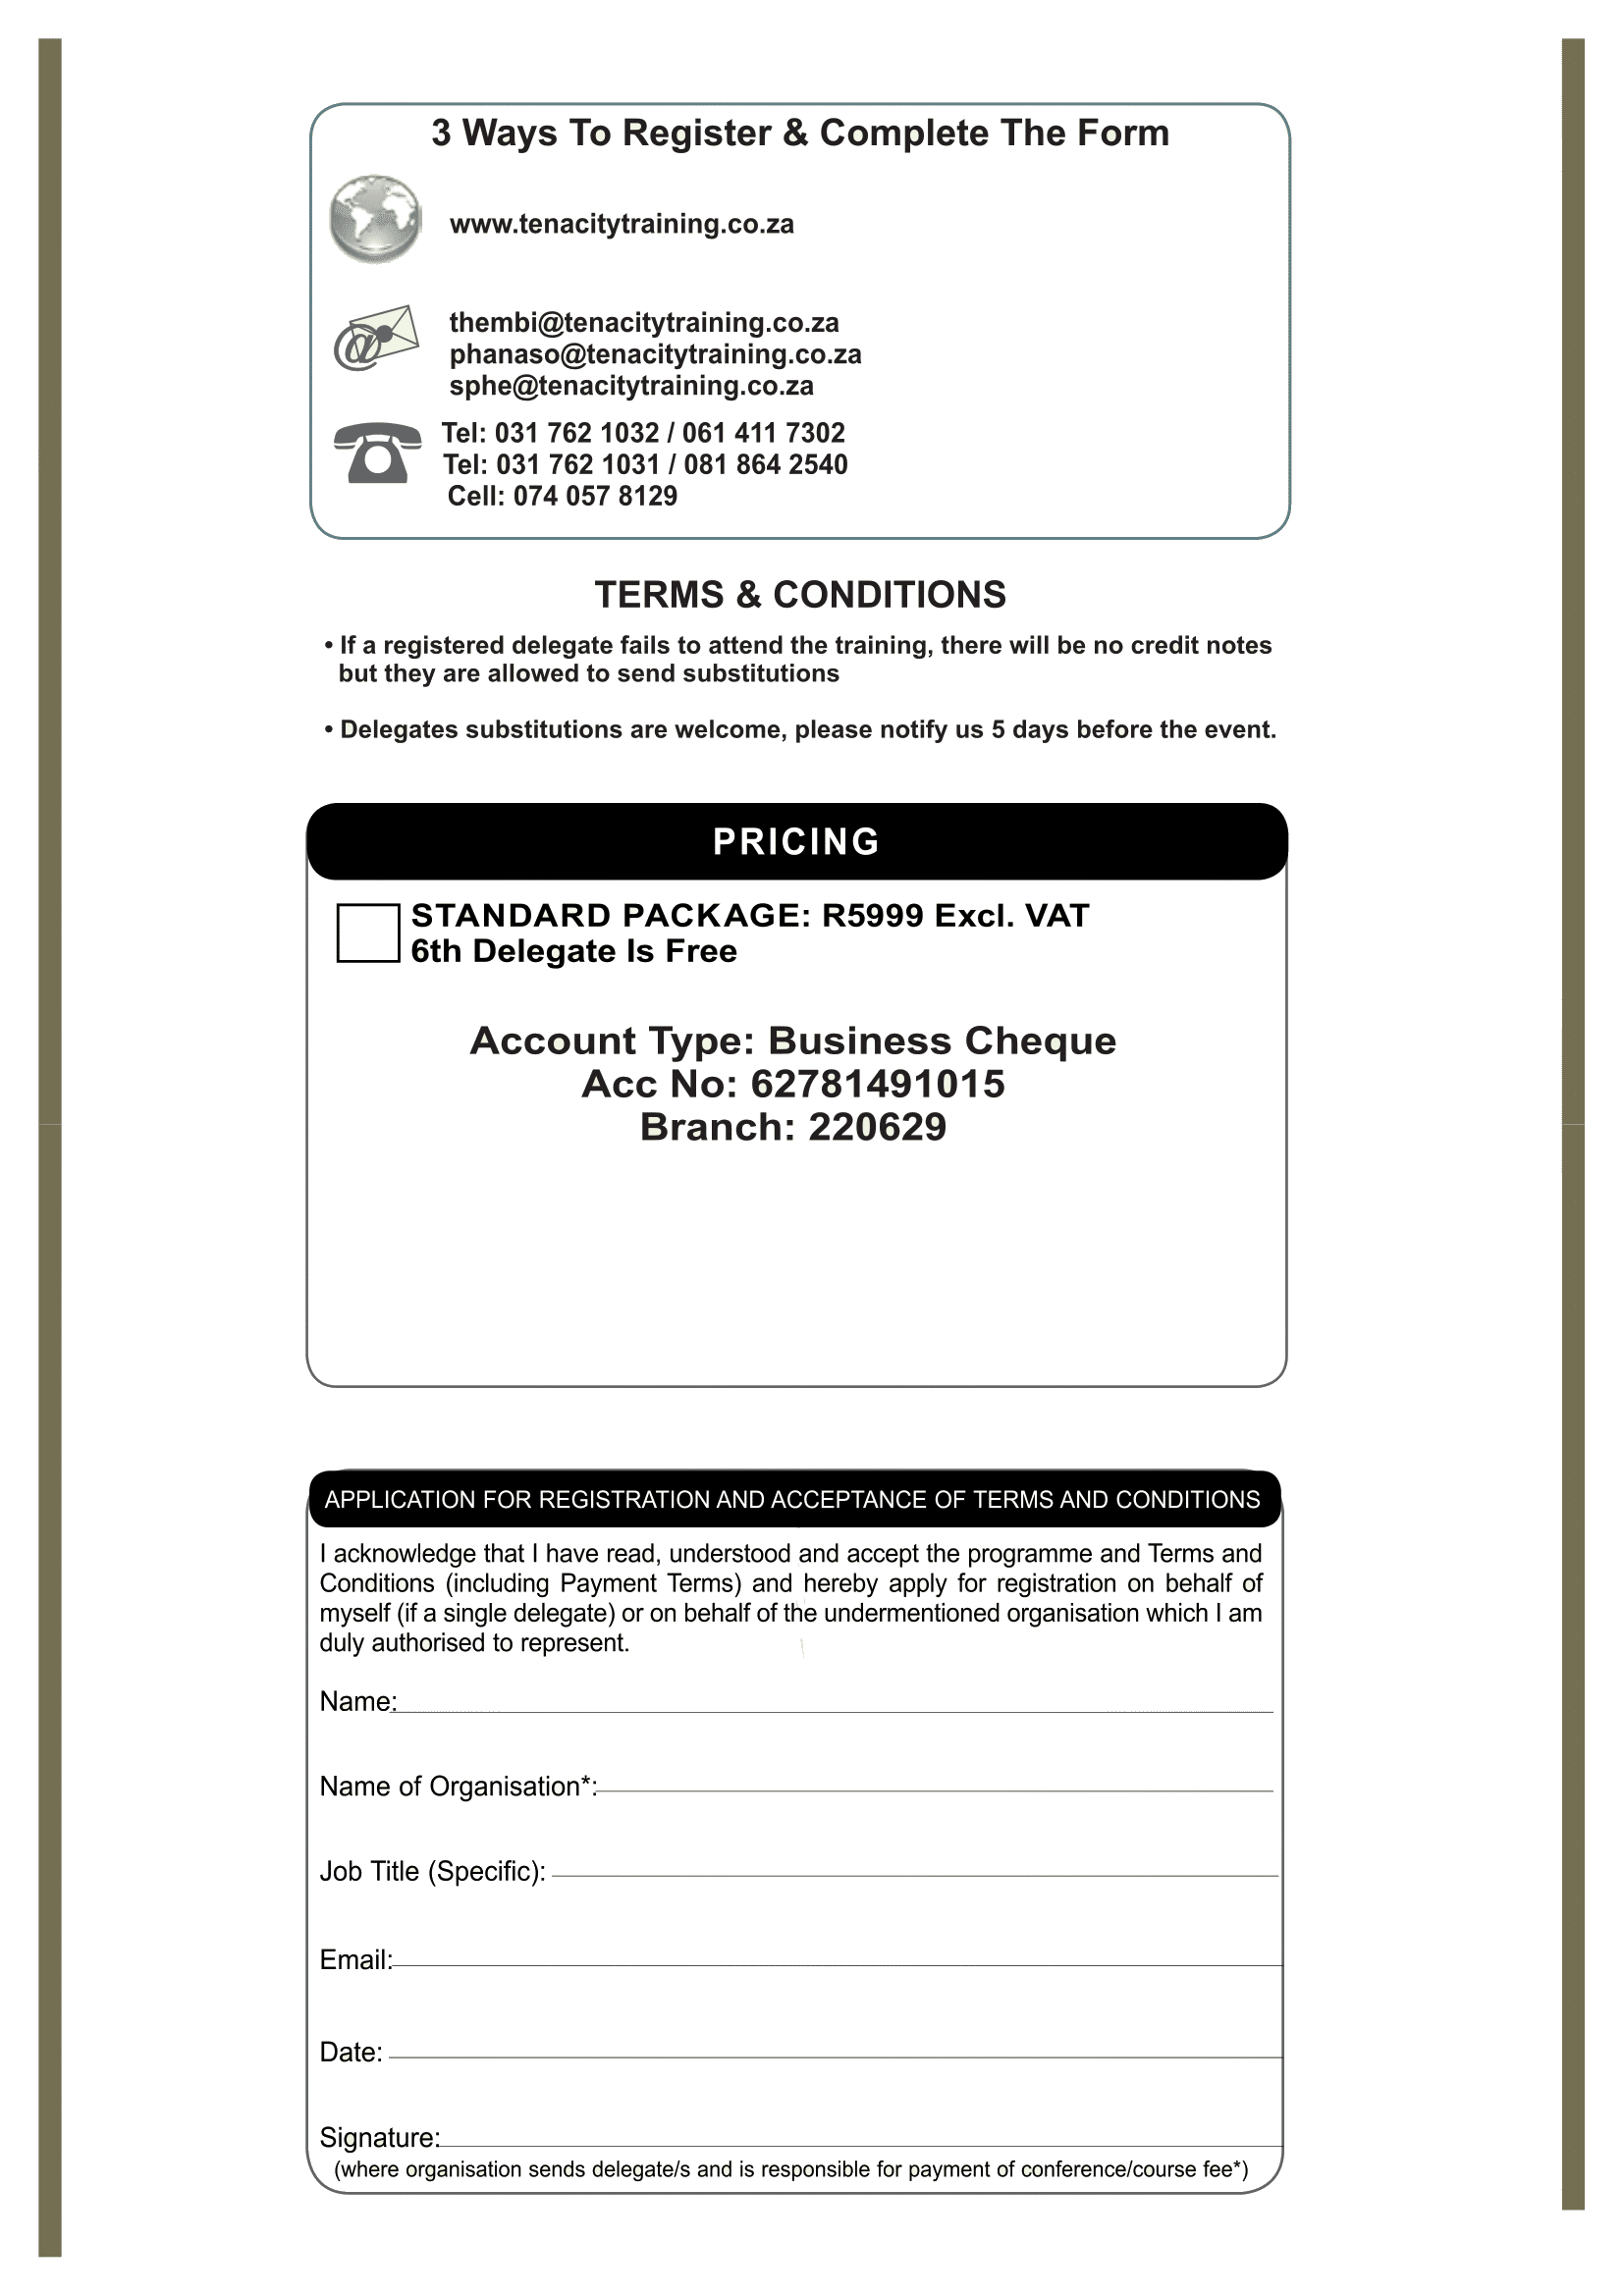 3 Ways To Register & Complete The Form
www.tenacitytraining.co.za
thembi@tenacitytraining.co.za
phanaso@tenacitytraining.co.za
sphe@tenacitytraining.co.za
Tel: 031 762 1032 / 061 411 7302
Tel: 031 762 1031 / 081 864 2540
Cell: 074 057 8129
TERMS & CONDITIONS
• If a registered delegate fails to attend the training, there will be no credit notes
but they are allowed to send substitutions
• Delegates substitutions are welcome, please notify us 5 days before the event.
PRICING
STANDARD PACKAGE: R5999 Excl. VAT
6th Delegate Is Free
Account Type: Business Cheque
Acc No: 62781491015
Branch: 220629
APPLICATION FOR REGISTRATION AND ACCEPTANCE OF TERMS AND CONDITIONS
I acknowledge that I have read, understood and accept the programme and Terms and
Conditions (including Payment Terms) and hereby apply for registration on behalf of
myself (if a single delegate) or on behalf of the undermentioned organisation which I am
duly authorised to represent.
Name:
Name of Organisation*:
Job Title (Specific):
Email:
Date:
Signature:
(where organisation sends delegate/s and is responsible for payment of conference/course fee*)